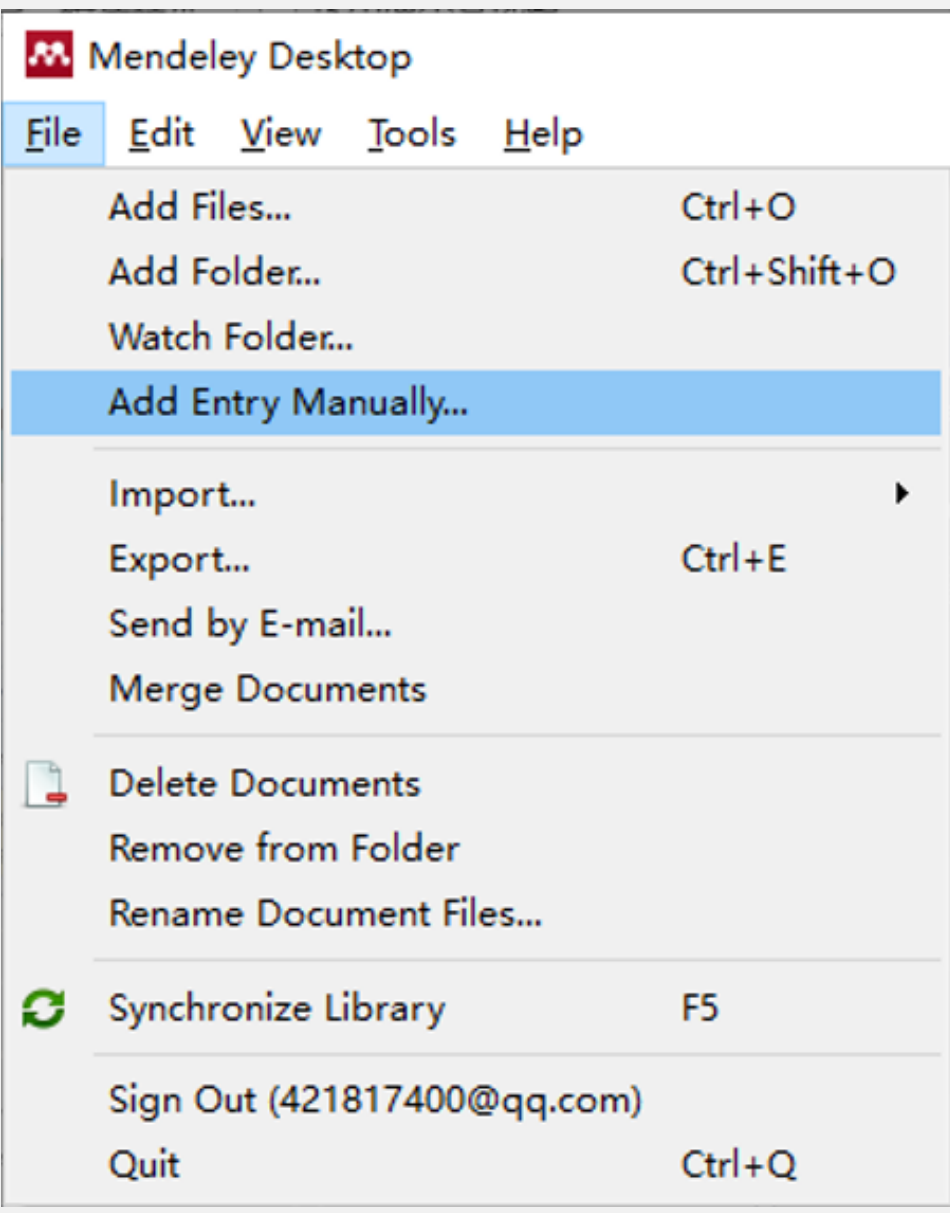 Mendeley Desktop
File Edit View Tools Help
Add Files... Ctrl+O
Add Folder... Ctrl+Shift+O
Watch Folder...
Add Entry Manually...
Import...
Export... Ctrl+E
Send by E-mail...
Merge Documents
Delete Documents
Remove from Folder
Rename Document Files...
Synchronize Library F5
Sign Out (421817400@qq.com)
Quit Ctrl+Q